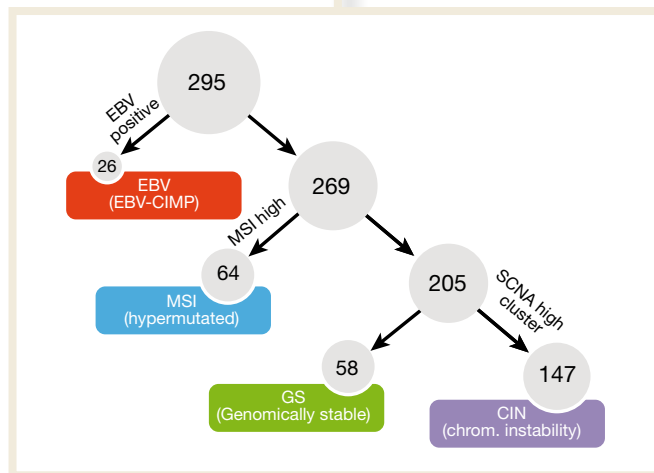 295
EBV
positive
26
EBV
(EBV-CIMP)
269
MSI high
64
MSI
(hypermutated)
205
SCNA high
cluster
58
GS
(Genomically stable)
147
CIN
(chrom. instability)